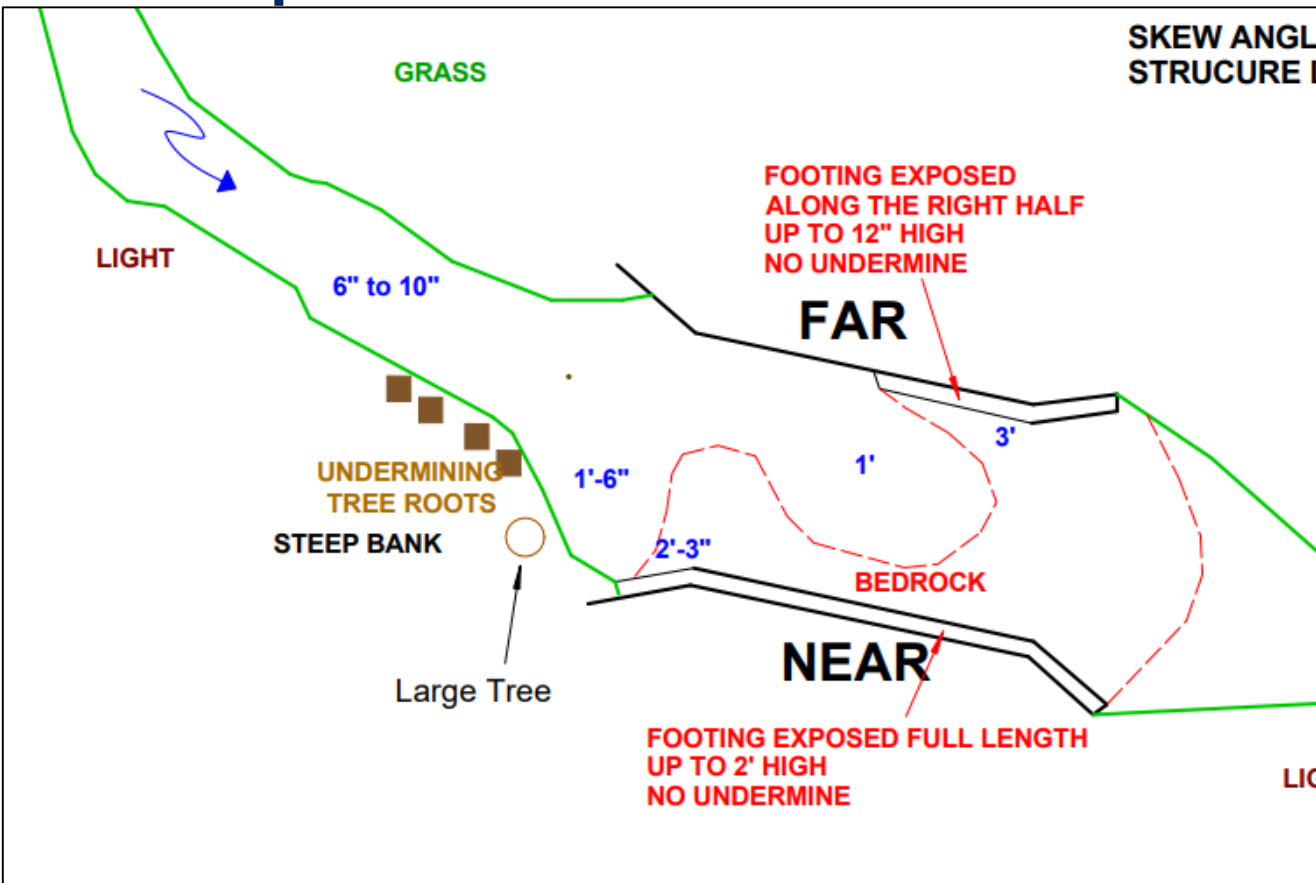 SKEW ANGL
STRUCURE
GRASS
FOOTING EXPOSED
ALONG THE RIGHT HALF
UP TO 12" HIGH
NO UNDERMINE
LIGHT
6" to 10"
FAR
3'
1'
1'-6"
UNDERMINING
TREE ROOTS
STEEP BANK
2'-3"
BEDROCK
NEAR
Large Tree
FOOTING EXPOSED FULL LENGTH
UP TO 2' HIGH
NO UNDERMINE
LIG